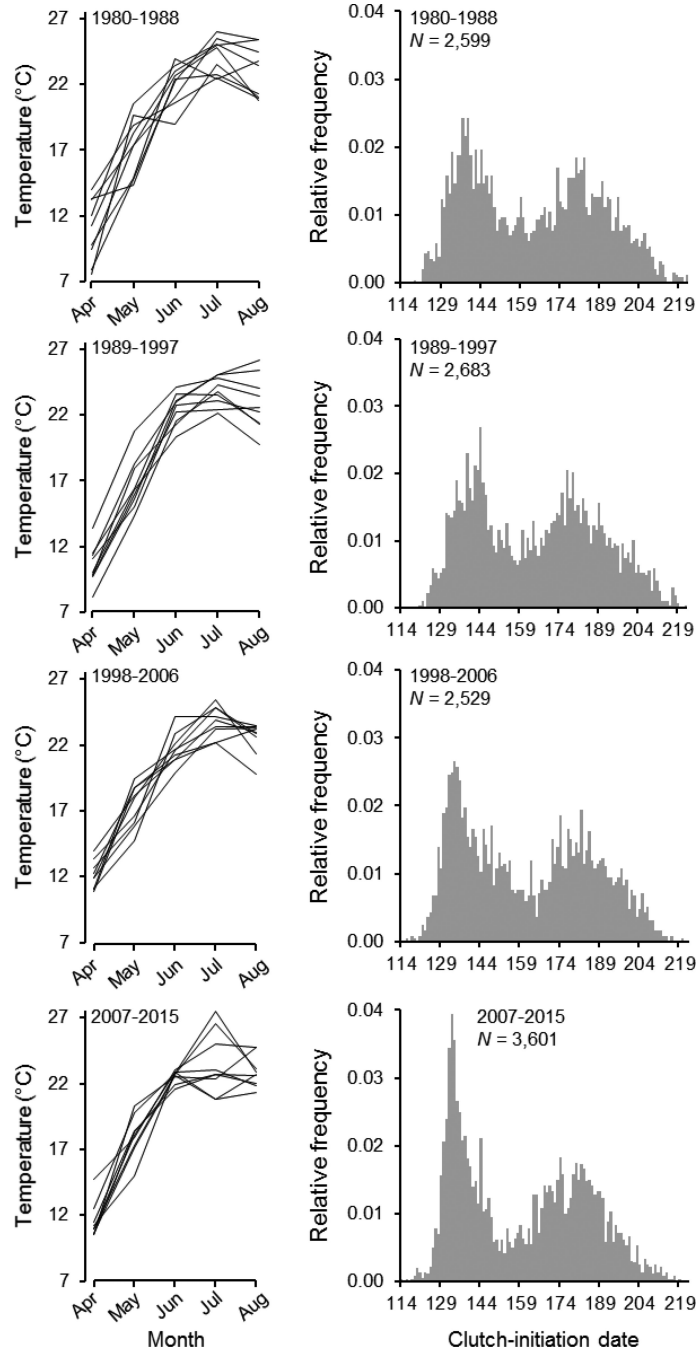 27
22
17
12
7
Temperature (°C)
1980-1988
Apr
May
Jun
Jul
Aug
0.04
0.03
0.02
0.01
0.00
Relative frequency
1980-1988
N = 2,599
114 129 144 159 174 189 204 219
27
22
17
12
7
Temperature (°C)
1989-1997
Apr
May
Jun
Jul
Aug
0.04
0.03
0.02
0.01
0.00
Relative frequency
1989-1997
N = 2,683
114 129 144 159 174 189 204 219
27
22
17
12
7
Temperature (°C)
1998-2006
Apr
May
Jun
Jul
Aug
0.04
0.03
0.02
0.01
0.00
Relative frequency
1998-2006
N = 2,529
114 129 144 159 174 189 204 219
27
22
17
12
7
Temperature (°C)
2007-2015
Apr
May
Jun
Jul
Aug
Month
0.04
0.03
0.02
0.01
0.00
Relative frequency
2007-2015
N = 3,601
114 129 144 159 174 189 204 219
Clutch-initiation date